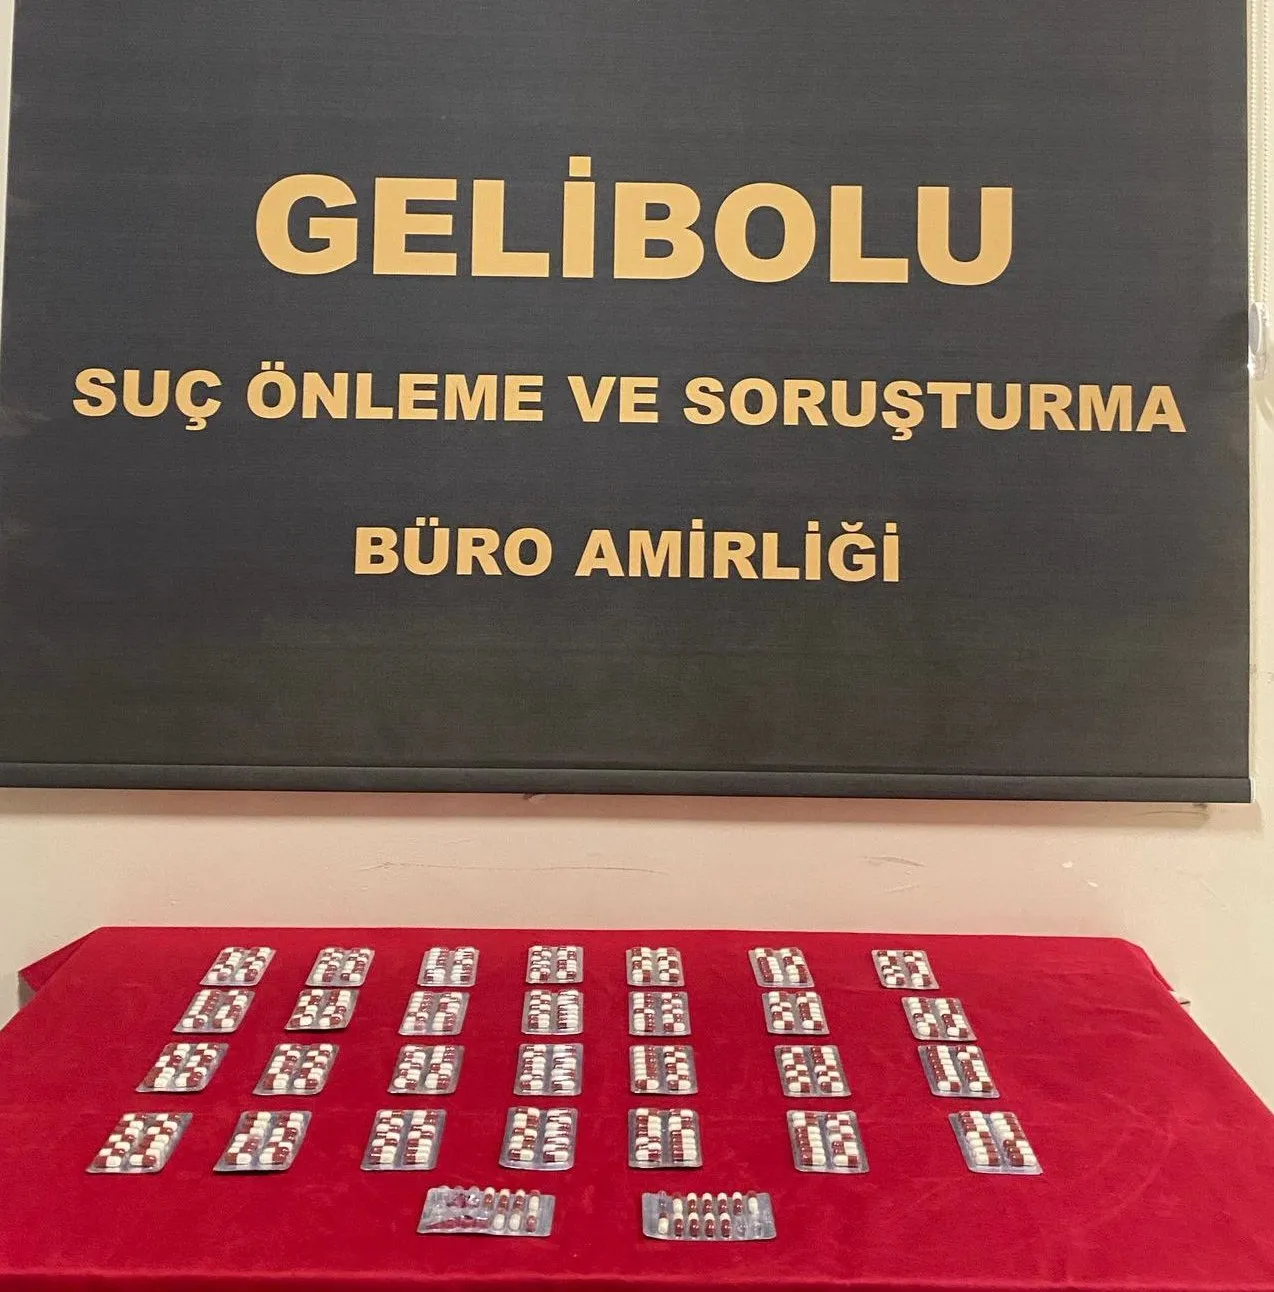 GELİBOLU
SUÇ ÖNLEME VE SORUŞTURMA
BÜRO AMİRLİĞİ